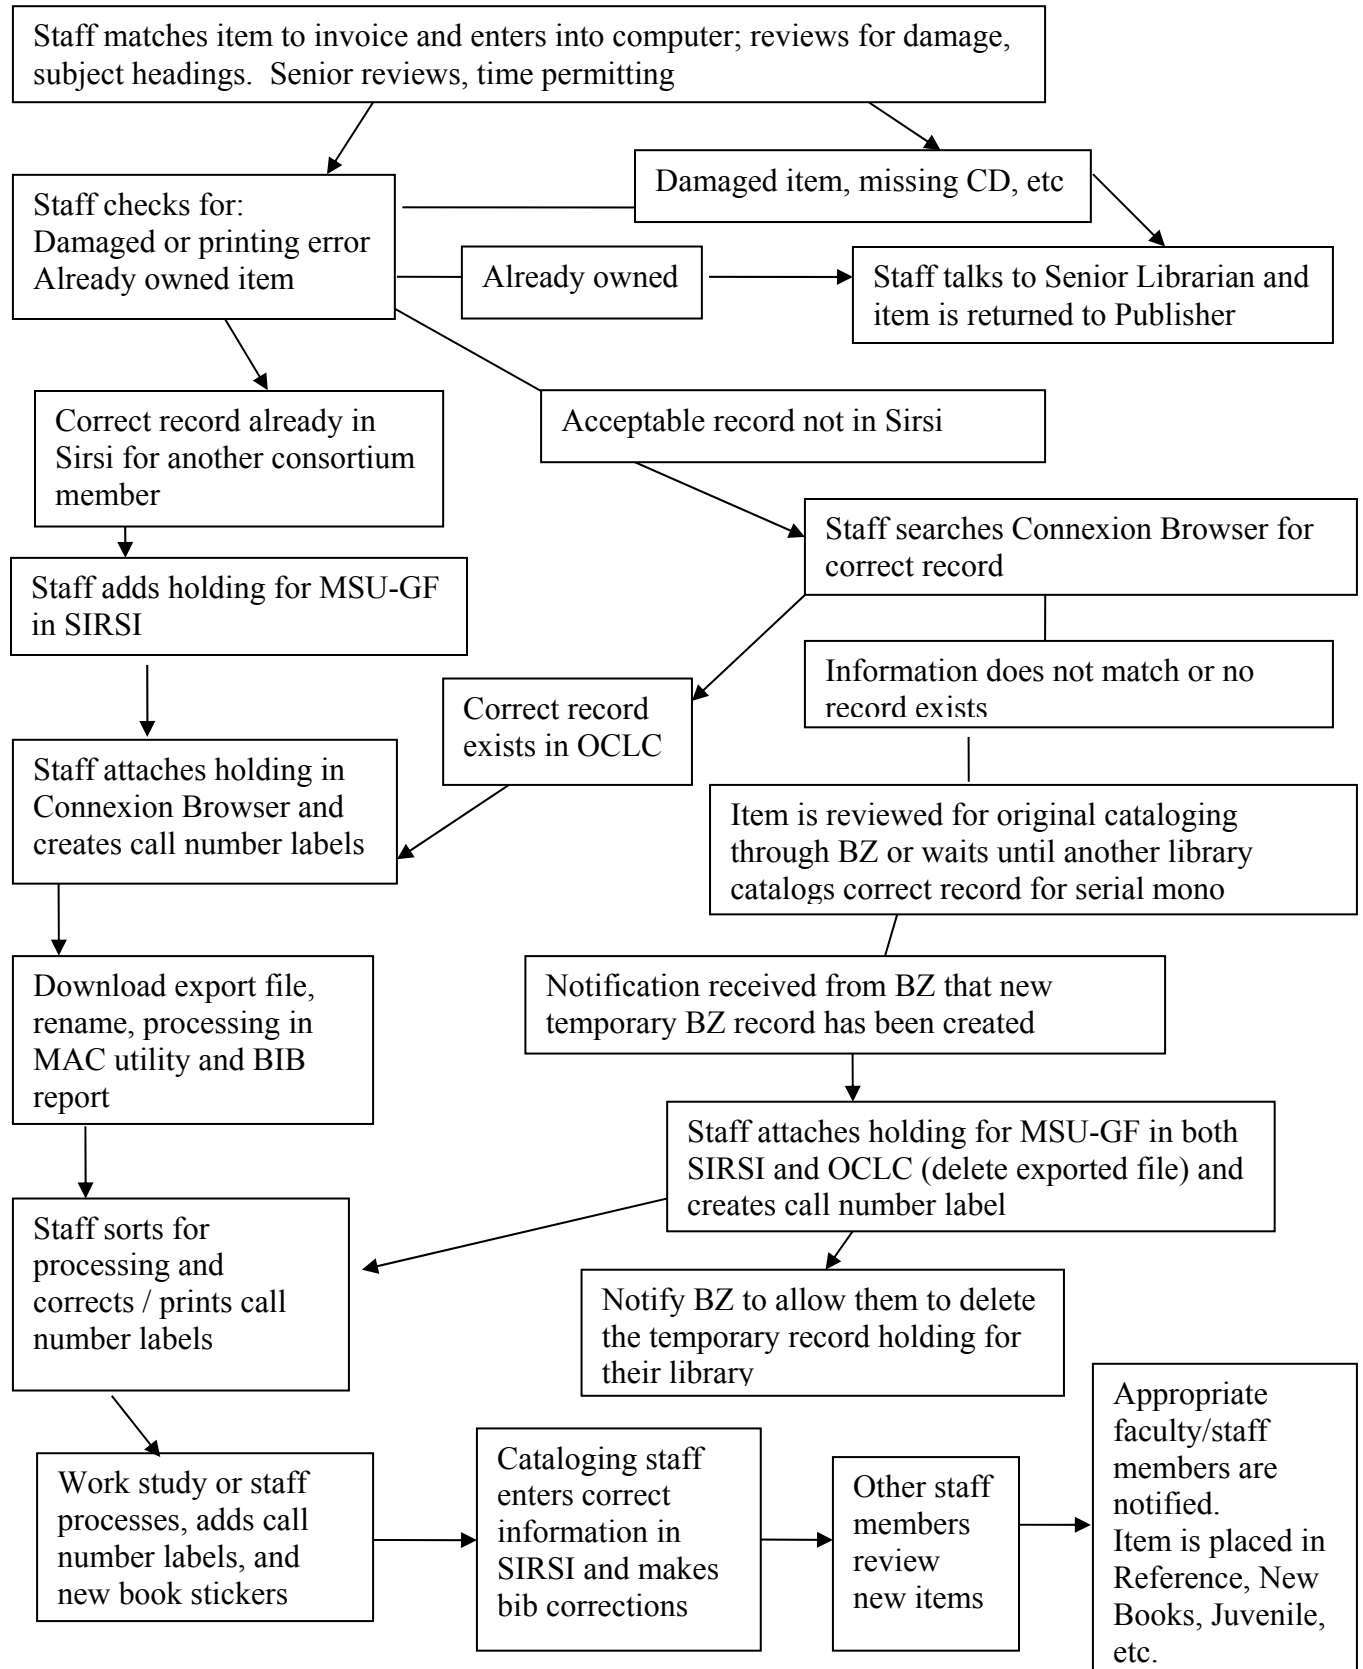 Staff matches item to invoice and enters into computer; reviews for damage,
subject headings.  Senior reviews, time permitting
Damaged item, missing CD, etc
Staff checks for:
Damaged or printing error
Already owned item
Already owned
Staff talks to Senior Librarian and
item is returned to Publisher
Correct record already in
Sirsi for another consortium
member
Acceptable record not in Sirsi
Staff searches Connexion Browser for
correct record
Staff adds holding for MSU-GF
in SIRSI
Information does not match or no
record exists
Correct record
exists in OCLC
Staff attaches holding in
Connexion Browser and
creates call number labels
Item is reviewed for original cataloging
through BZ or waits until another library
catalogs correct record for serial mono
Download export file,
rename, processing in
MAC utility and BIB
report
Notification received from BZ that new
temporary BZ record has been created
Staff attaches holding for MSU-GF in both
SIRSI and OCLC (delete exported file) and
creates call number label
Staff sorts for
processing and
corrects / prints call
number labels
Notify BZ to allow them to delete
the temporary record holding for
their library
Work study or staff
processes, adds call
number labels, and
new book stickers
Cataloging staff
enters correct
information in
SIRSI and makes
bib corrections
Other staff
members
review
new items
Appropriate
faculty/staff
members are
notified.
Item is placed in
Reference, New
Books, Juvenile,
etc.